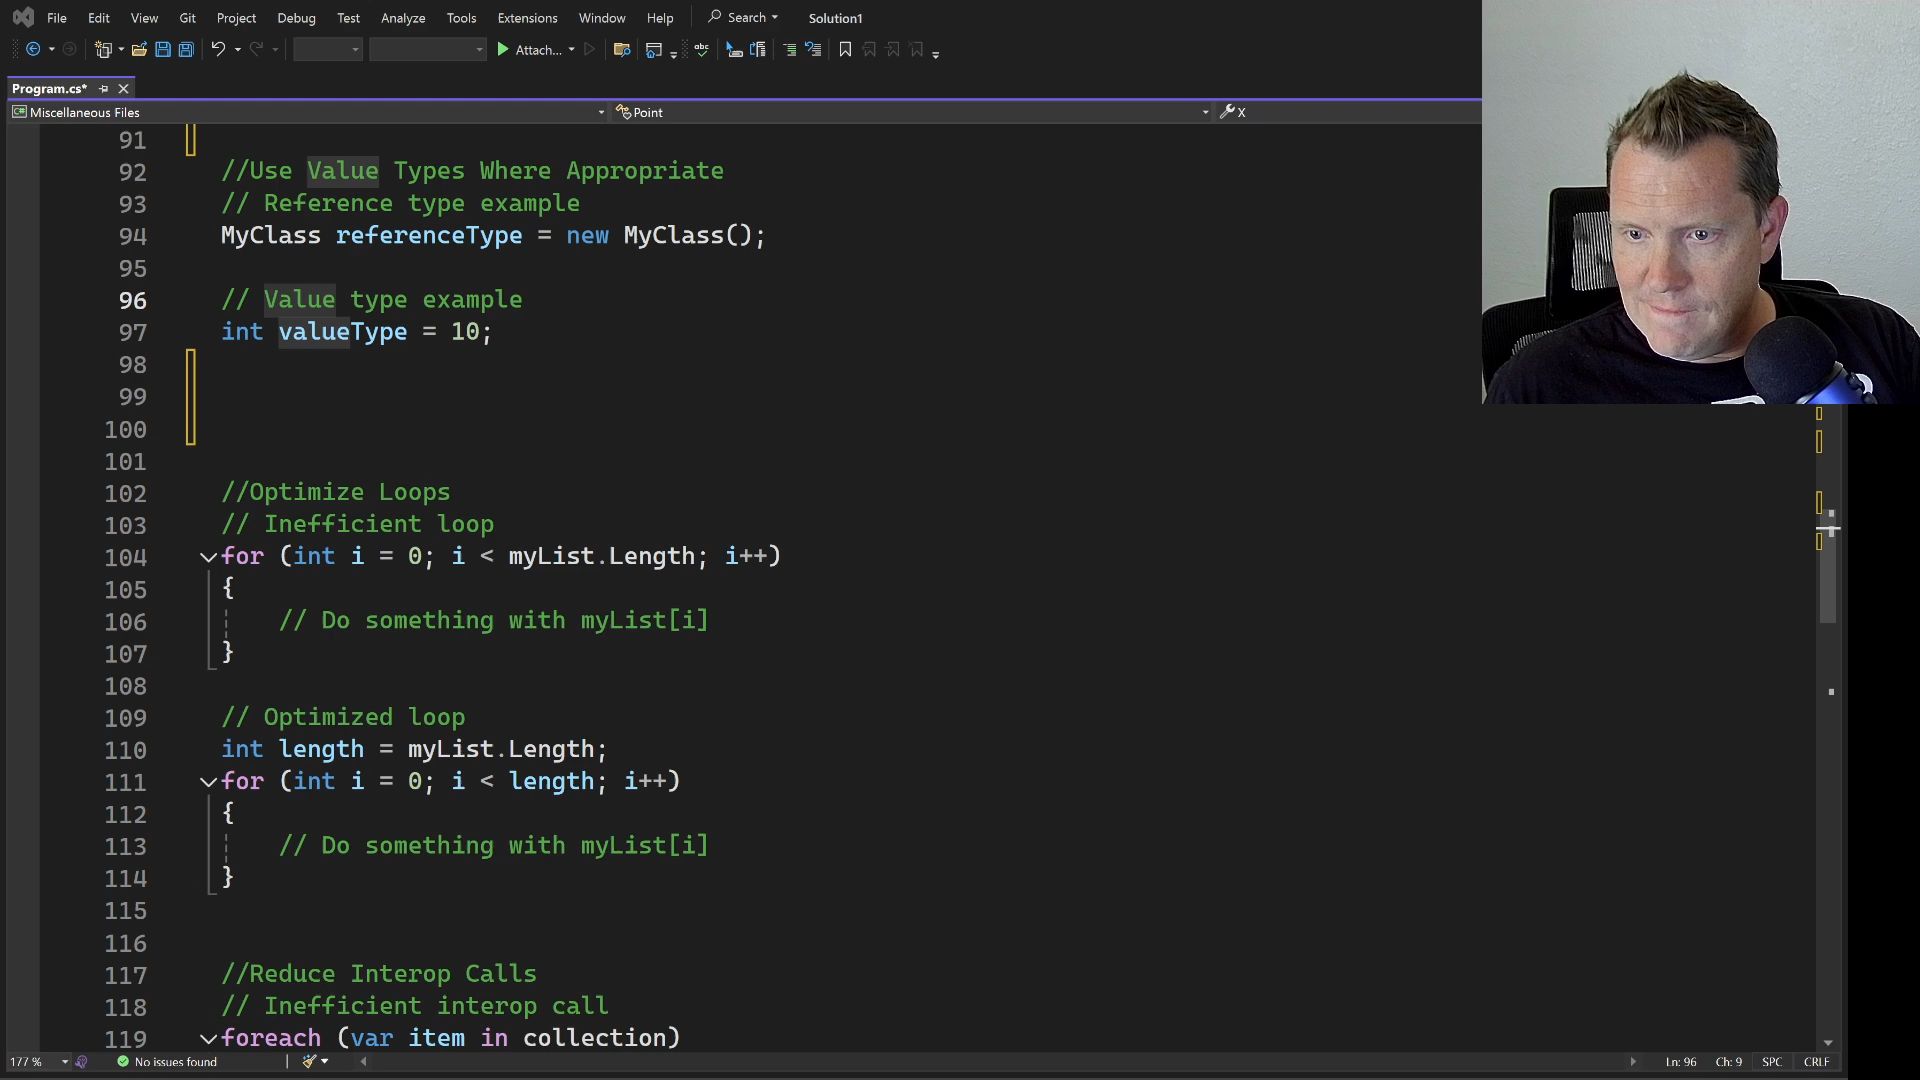 File Edit View Git Project Debug Test Analyze Tools Extensions Window Help Search Solution1
Attach...
Program.cs*
Miscellaneous Files Point X
91
92 //Use Value Types Where Appropriate
93 // Reference type example
94 MyClass referenceType = new MyClass();
95
96 // Value type example
97 int valueType = 10;
98
99
100
101
102 //Optimize Loops
103 // Inefficient loop
104 for (int i = 0; i < myList.Length; i++)
105 {
106 // Do something with myList[i]
107 }
108
109 // Optimized loop
110 int length = myList.Length;
111 for (int i = 0; i < length; i++)
112 {
113 // Do something with myList[i]
114 }
115
116
117 //Reduce Interop Calls
118 // Inefficient interop call
119 foreach (var item in collection)
177 % No issues found Ln: 96 Ch: 9 SPC CRLF